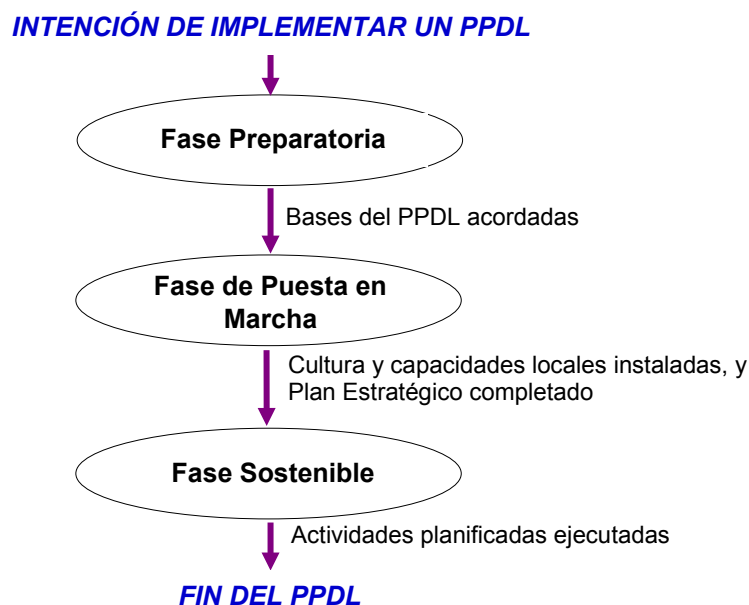 INTENCIÓN DE IMPLEMENTAR UN PPDL
Fase Preparatoria
Bases del PPDL acordadas
Fase de Puesta en
Marcha
Cultura y capacidades locales instaladas, y
Plan Estratégico completado
Fase Sostenible
Actividades planificadas ejecutadas
FIN DEL PPDL